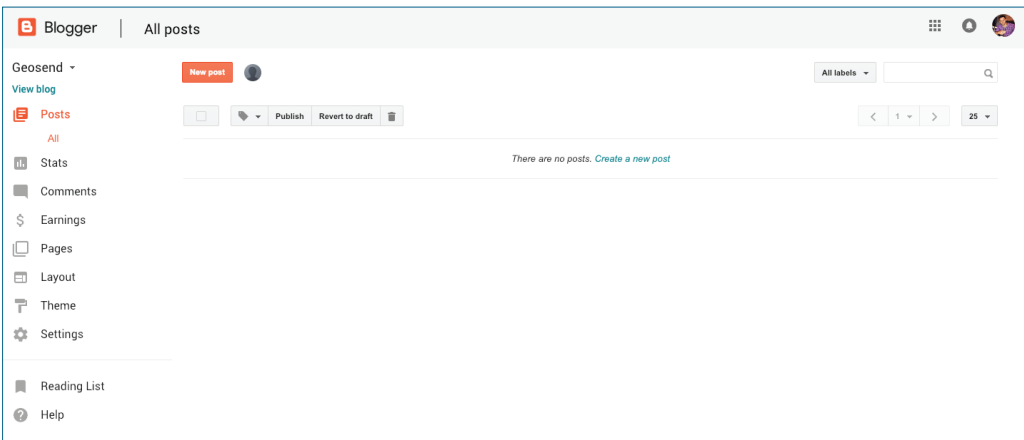 Blogger All posts
Geosend
View blog
New post
All labels
Posts
Publish Revert to draft
1
25
All
There are no posts. Create a new post
Stats
Comments
Earnings
Pages
Layout
Theme
Settings
Reading List
Help